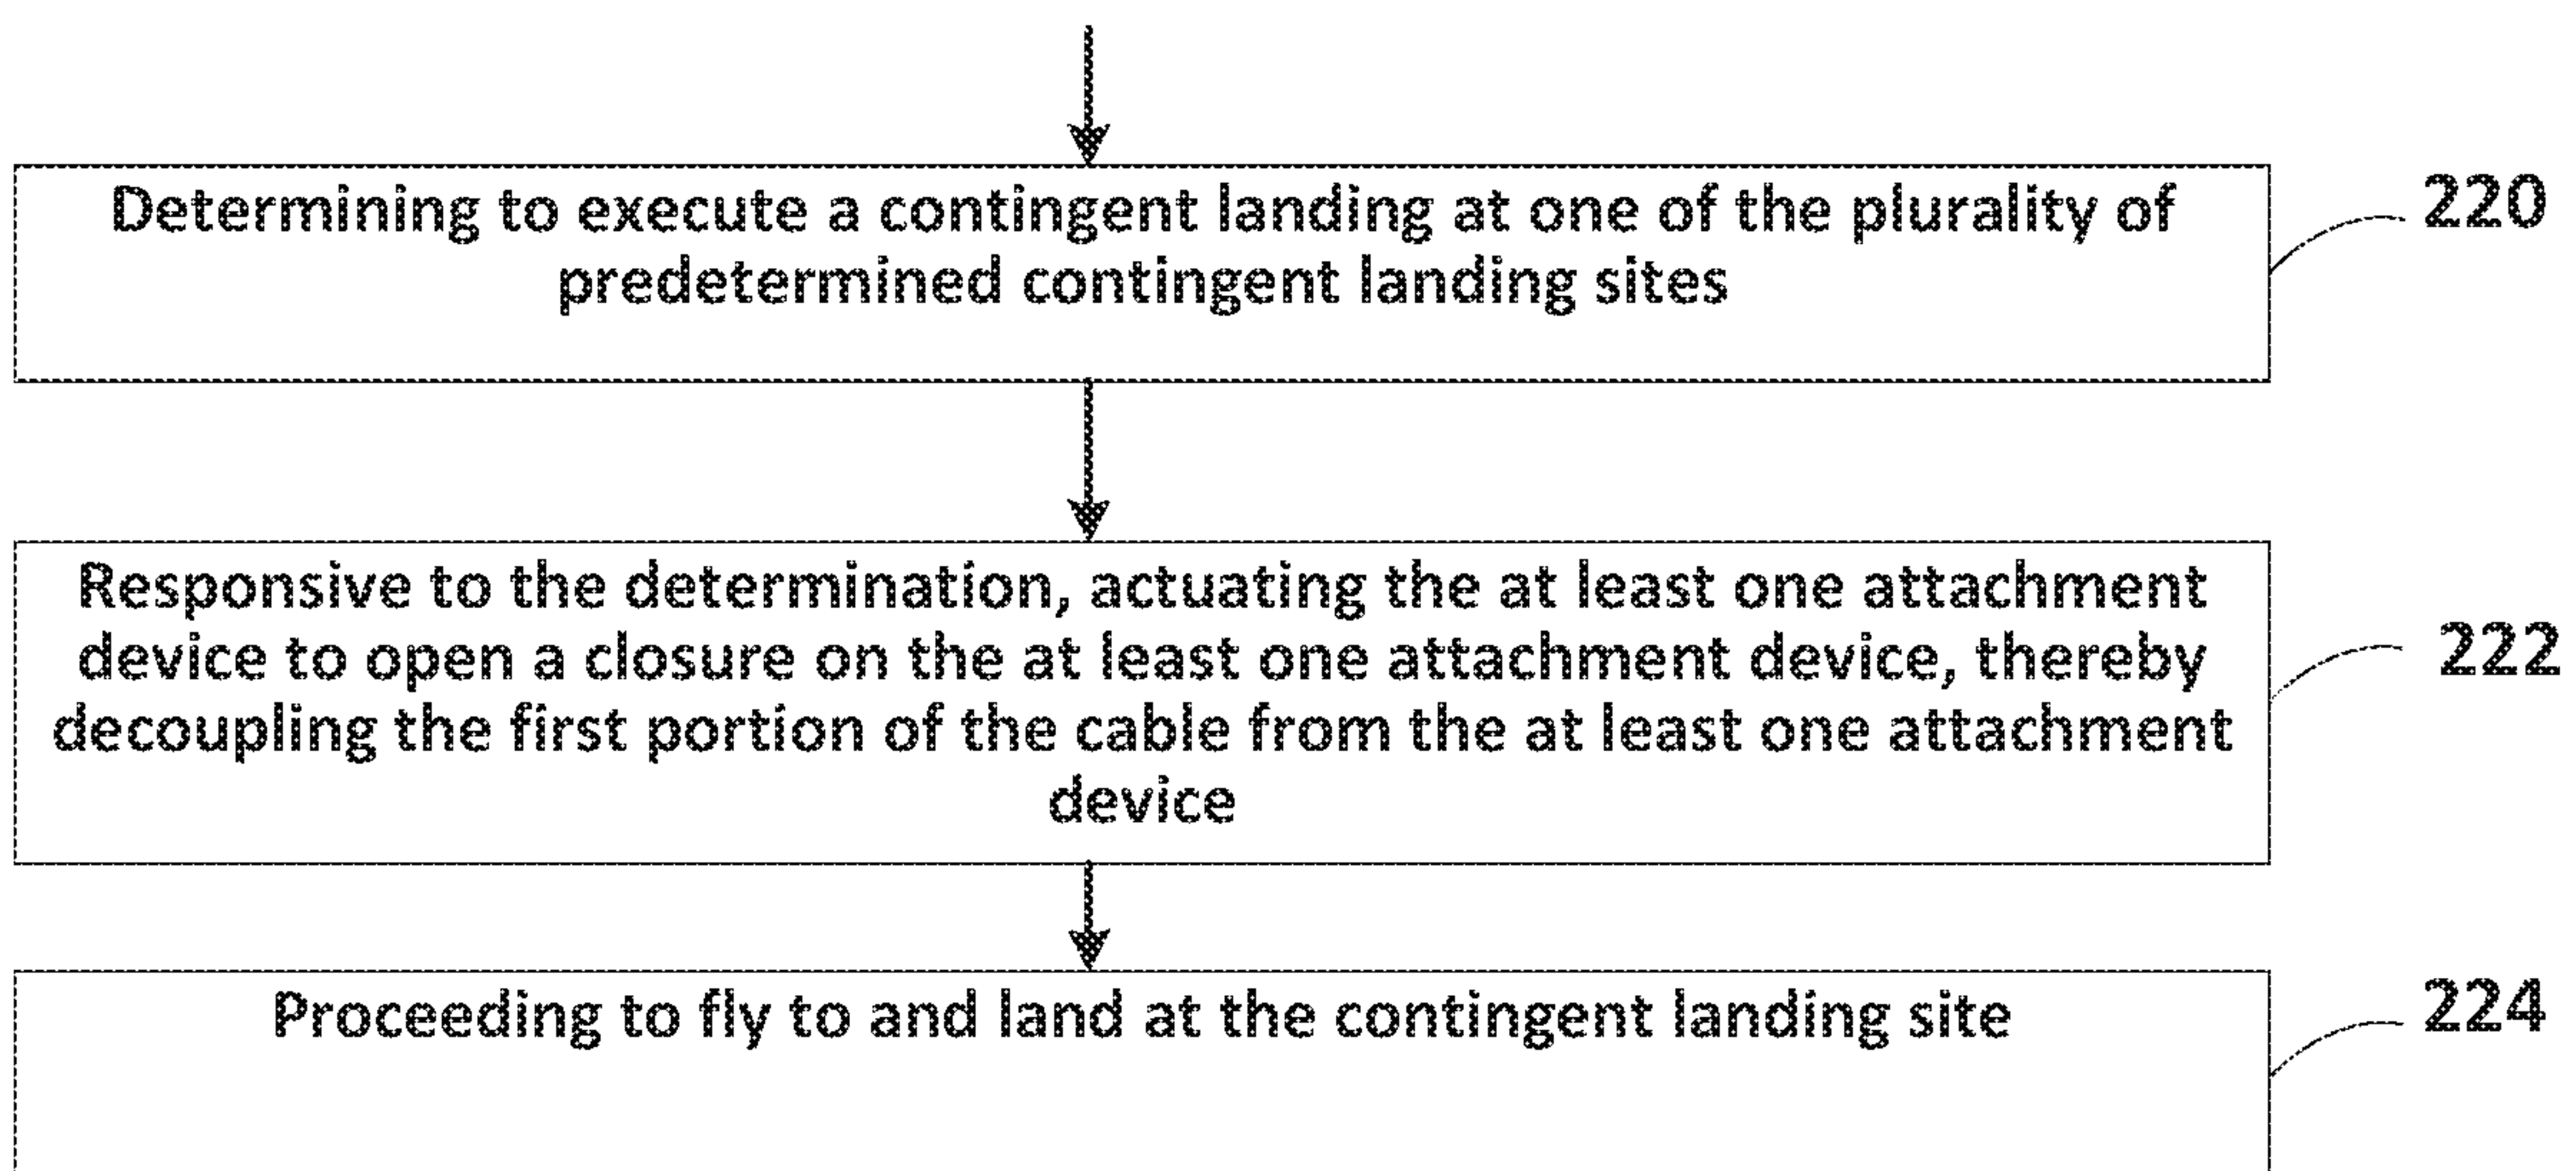 Determining to execute a contingent landing at one of the plurality of
predetermined contingent landing sites
220
Responsive to the determination, actuating the at least one attachment
device to open a closure on the at least one attachment device, thereby
decoupling the first portion of the cable from the at least one attachment
device
222
Proceeding to fly to and land at the contingent landing site
224